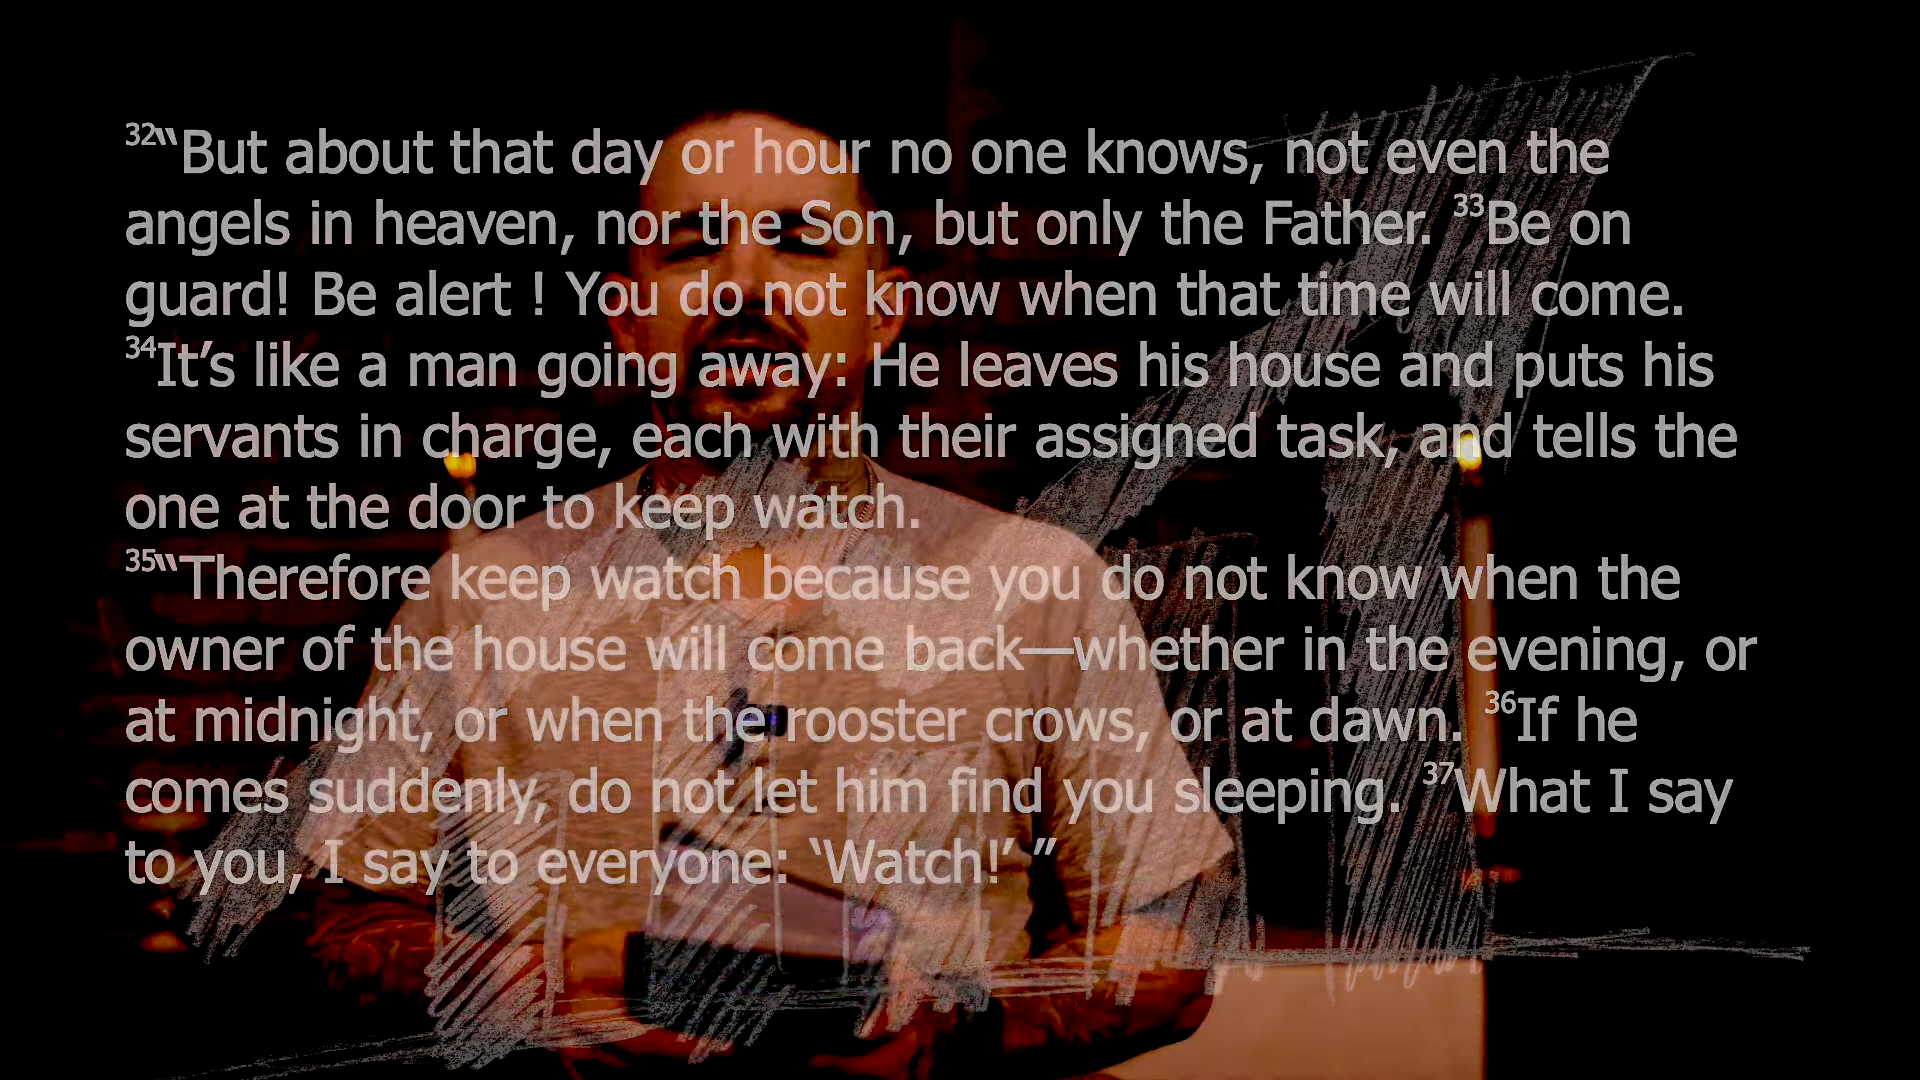 32“But about that day or hour no one knows, not even the
angels in heaven, nor the Son, but only the Father. 33Be on
guard! Be alert ! You do not know when that time will come.
34It’s like a man going away: He leaves his house and puts his
servants in charge, each with their assigned task, and tells the
one at the door to keep watch.
35“Therefore keep watch because you do not know when the
owner of the house will come back—whether in the evening, or
at midnight, or when the rooster crows, or at dawn. 36If he
comes suddenly, do not let him find you sleeping. 37What I say
to you, I say to everyone: ‘Watch!’ ”